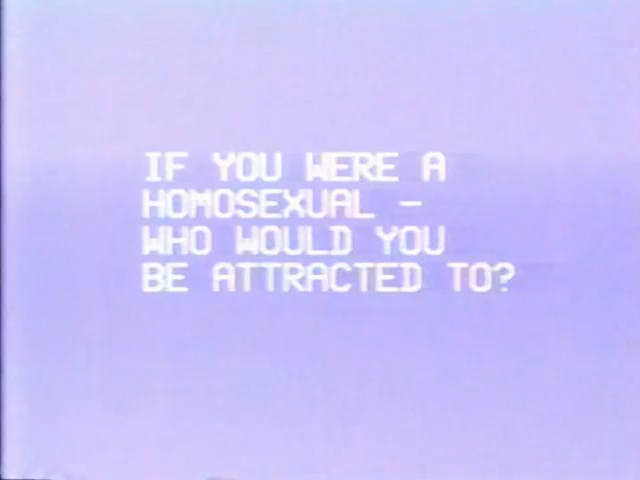 IF YOU WERE A
HOMOSEXUAL -
WHO WOULD YOU
BE ATTRACTED TO?